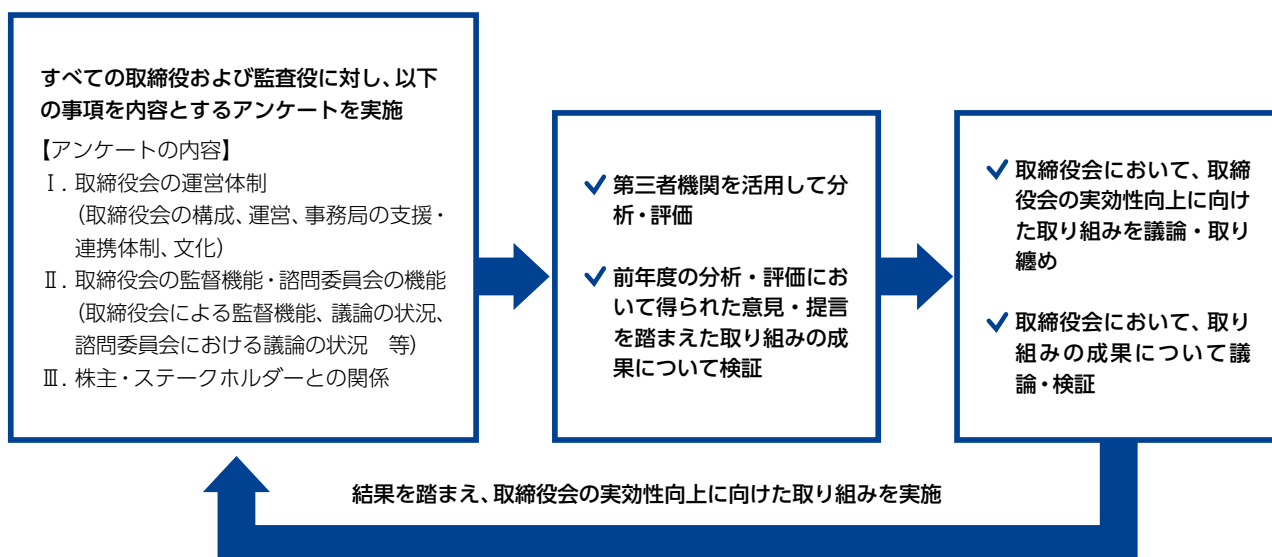 すべての取締役および監査役に対し、以下
の事項を内容とするアンケートを実施
【アンケートの内容】
Ⅰ. 取締役会の運営体制
（取締役会の構成、運営、事務局の支援・
連携体制、文化）
Ⅱ. 取締役会の監督機能・諮問委員会の機能
（取締役会による監督機能、議論の状況、
諮問委員会における議論の状況　等）
Ⅲ. 株主・ステークホルダーとの関係
第三者機関を活用して分
析・評価
前年度の分析・評価にお
いて得られた意見・提言
を踏まえた取り組みの成
果について検証
取締役会において、取締
役会の実効性向上に向け
た取り組みを議論・取り
纏め
取締役会において、取り
組みの成果について議
論・検証
結果を踏まえ、取締役会の実効性向上に向けた取り組みを実施